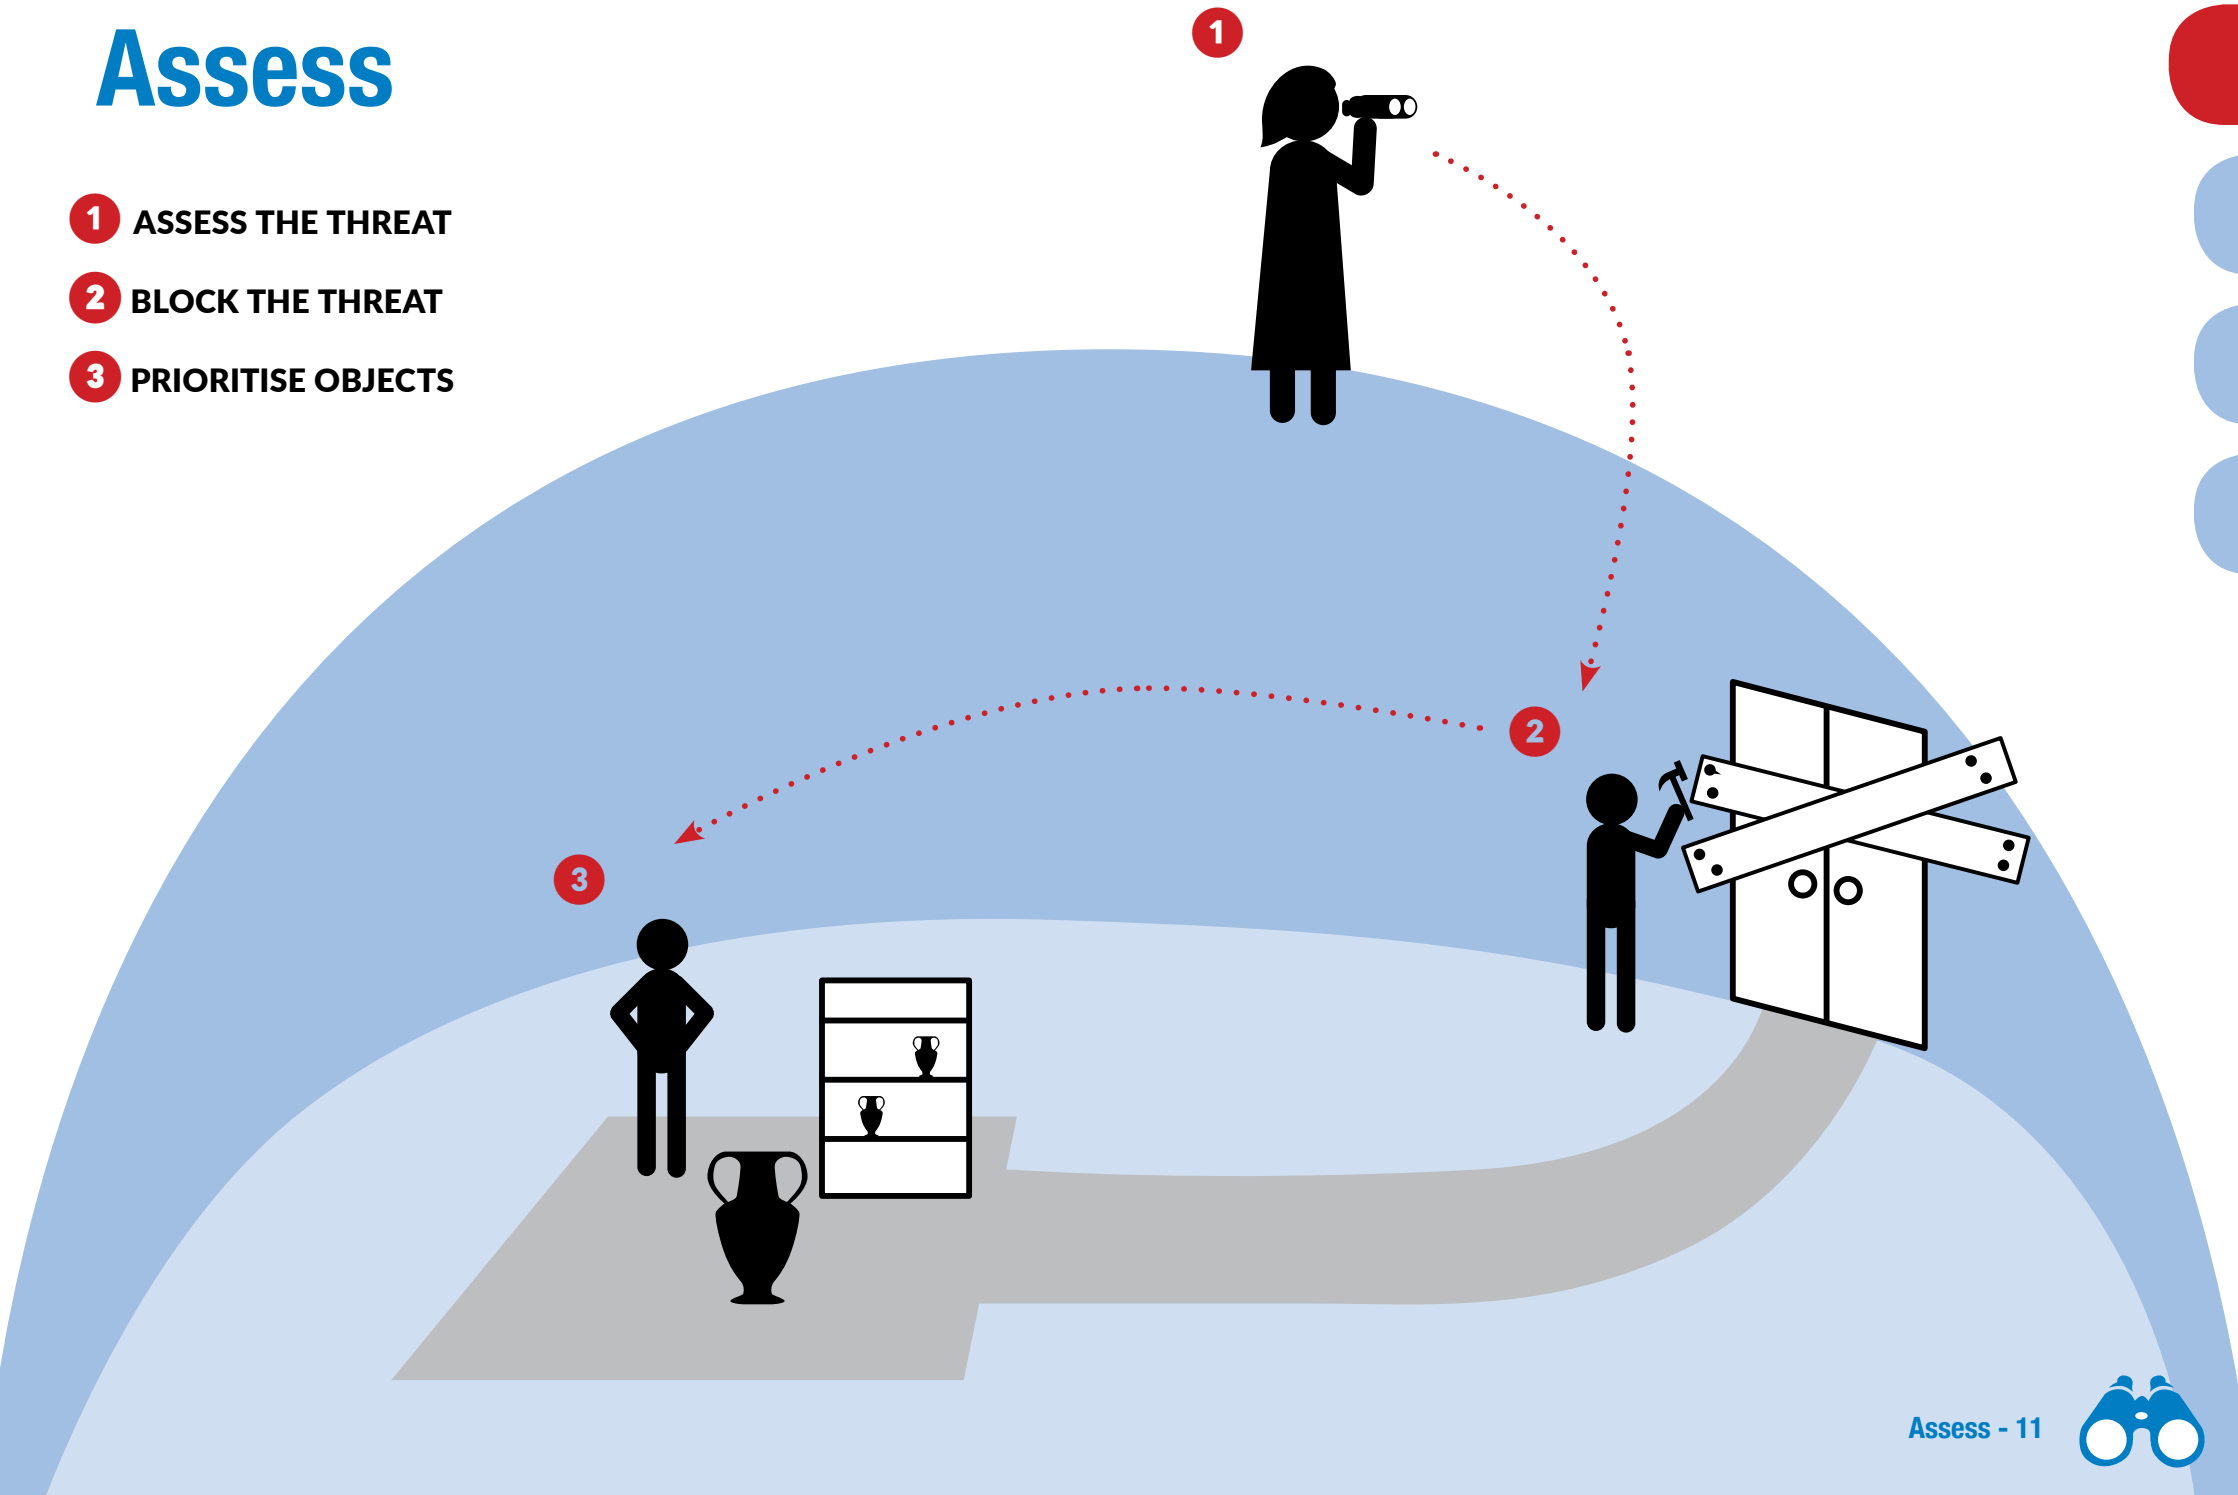 Assess
1 ASSESS THE THREAT
2 BLOCK THE THREAT
3 PRIORITISE OBJECTS
1
2
3
Assess - 11